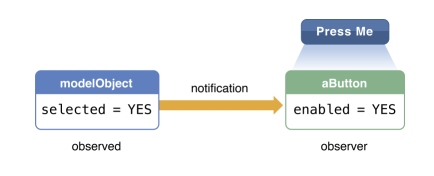 Press Me
modelObject
notification
aButton
selected = YES
enabled = YES
observed
observer